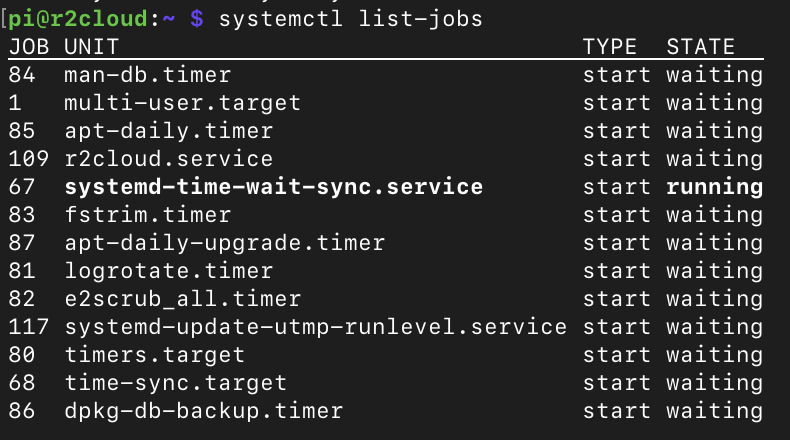 [pi@r2cloud:~ $ systemctl list-jobs
JOB UNIT TYPE STATE
84 man-db.timer start waiting
1 multi-user.target start waiting
85 apt-daily.timer start waiting
109 r2cloud.service start waiting
67 systemd-time-wait-sync.service start running
83 fstrim.timer start waiting
87 apt-daily-upgrade.timer start waiting
81 logrotate.timer start waiting
82 e2scrub_all.timer start waiting
117 systemd-update-utmp-runlevel.service start waiting
80 timers.target start waiting
68 time-sync.target start waiting
86 dpkg-db-backup.timer start waiting